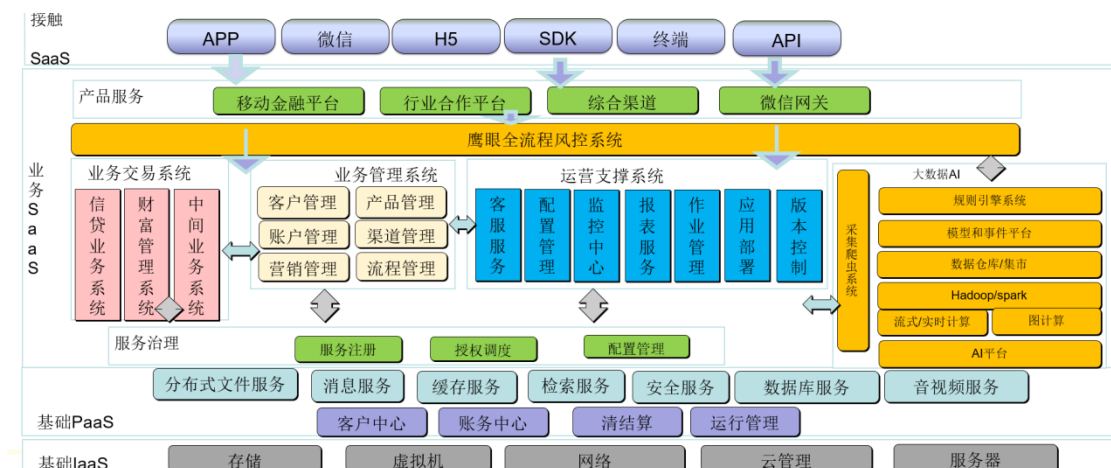 接触
SaaS
APP
微信
H5
SDK
终端
API
业务SaaS
产品服务
移动金融平台
行业合作平台
综合渠道
微信网关
鹰眼全流程风控系统
业务交易系统
信贷业务系统
财富管理系统
中间业务系统
业务管理系统
客户管理
产品管理
账户管理
渠道管理
营销管理
流程管理
运营支撑系统
客服服务
配置管理
监控中心
报表服务
作业管理
应用部署
版本控制
采集爬虫系统
大数据AI
规则引擎系统
模型和事件平台
数据仓库/集市
Hadoop/spark
流式/实时计算
图计算
AI平台
服务治理
服务注册
授权调度
配置管理
基础PaaS
分布式文件服务
消息服务
缓存服务
检索服务
安全服务
数据库服务
音视频服务
客户中心
账务中心
清结算
运行管理
基础IaaS
存储
虚拟机
网络
云管理
服务器